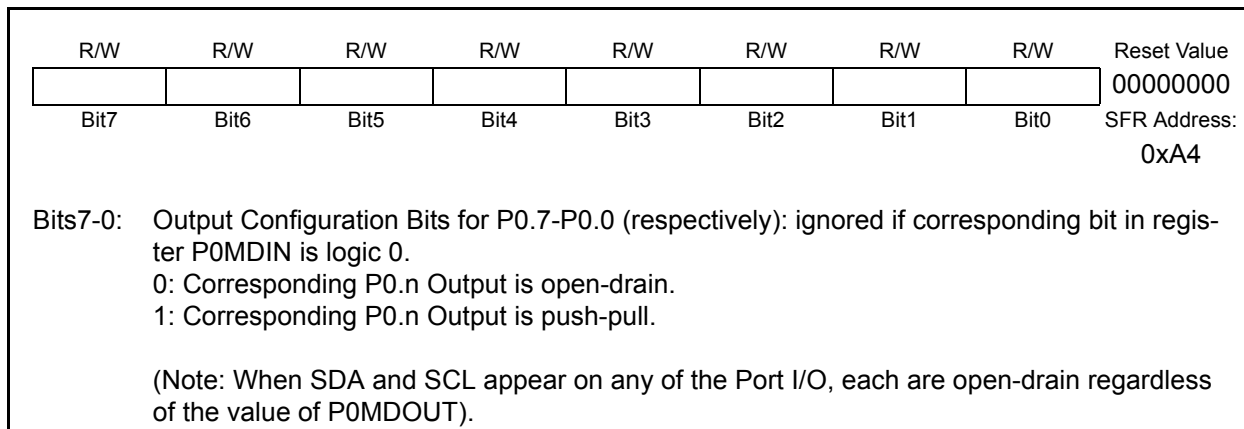 R/W R/W R/W R/W R/W R/W R/W R/W Reset Value
00000000
Bit7 Bit6 Bit5 Bit4 Bit3 Bit2 Bit1 Bit0 SFR Address:
0xA4
Bits7-0: Output Configuration Bits for P0.7-P0.0 (respectively): ignored if corresponding bit in regis-
ter P0MDIN is logic 0.
0: Corresponding P0.n Output is open-drain.
1: Corresponding P0.n Output is push-pull.
(Note: When SDA and SCL appear on any of the Port I/O, each are open-drain regardless
of the value of P0MDOUT).